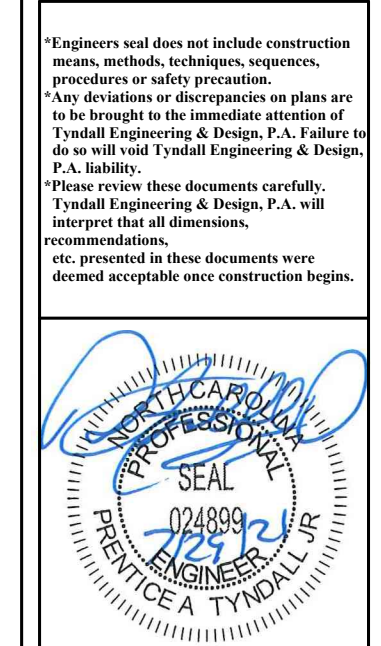 *Engineers seal does not include construction
means, methods, techniques, sequences,
procedures or safety precaution.
*Any deviations or discrepancies on plans are
to be brought to the immediate attention of
Tyndall Engineering & Design, P.A. Failure to
do so will void Tyndall Engineering & Design,
P.A. liability.
*Please review these documents carefully.
Tyndall Engineering & Design, P.A. will
interpret that all dimensions,
recommendations,
etc. presented in these documents were
deemed acceptable once construction begins.
NORTH CAROLINA
PROFESSIONAL
SEAL
024899
7/29/21
ENGINEER
PRENTICE A TYNDALL JR